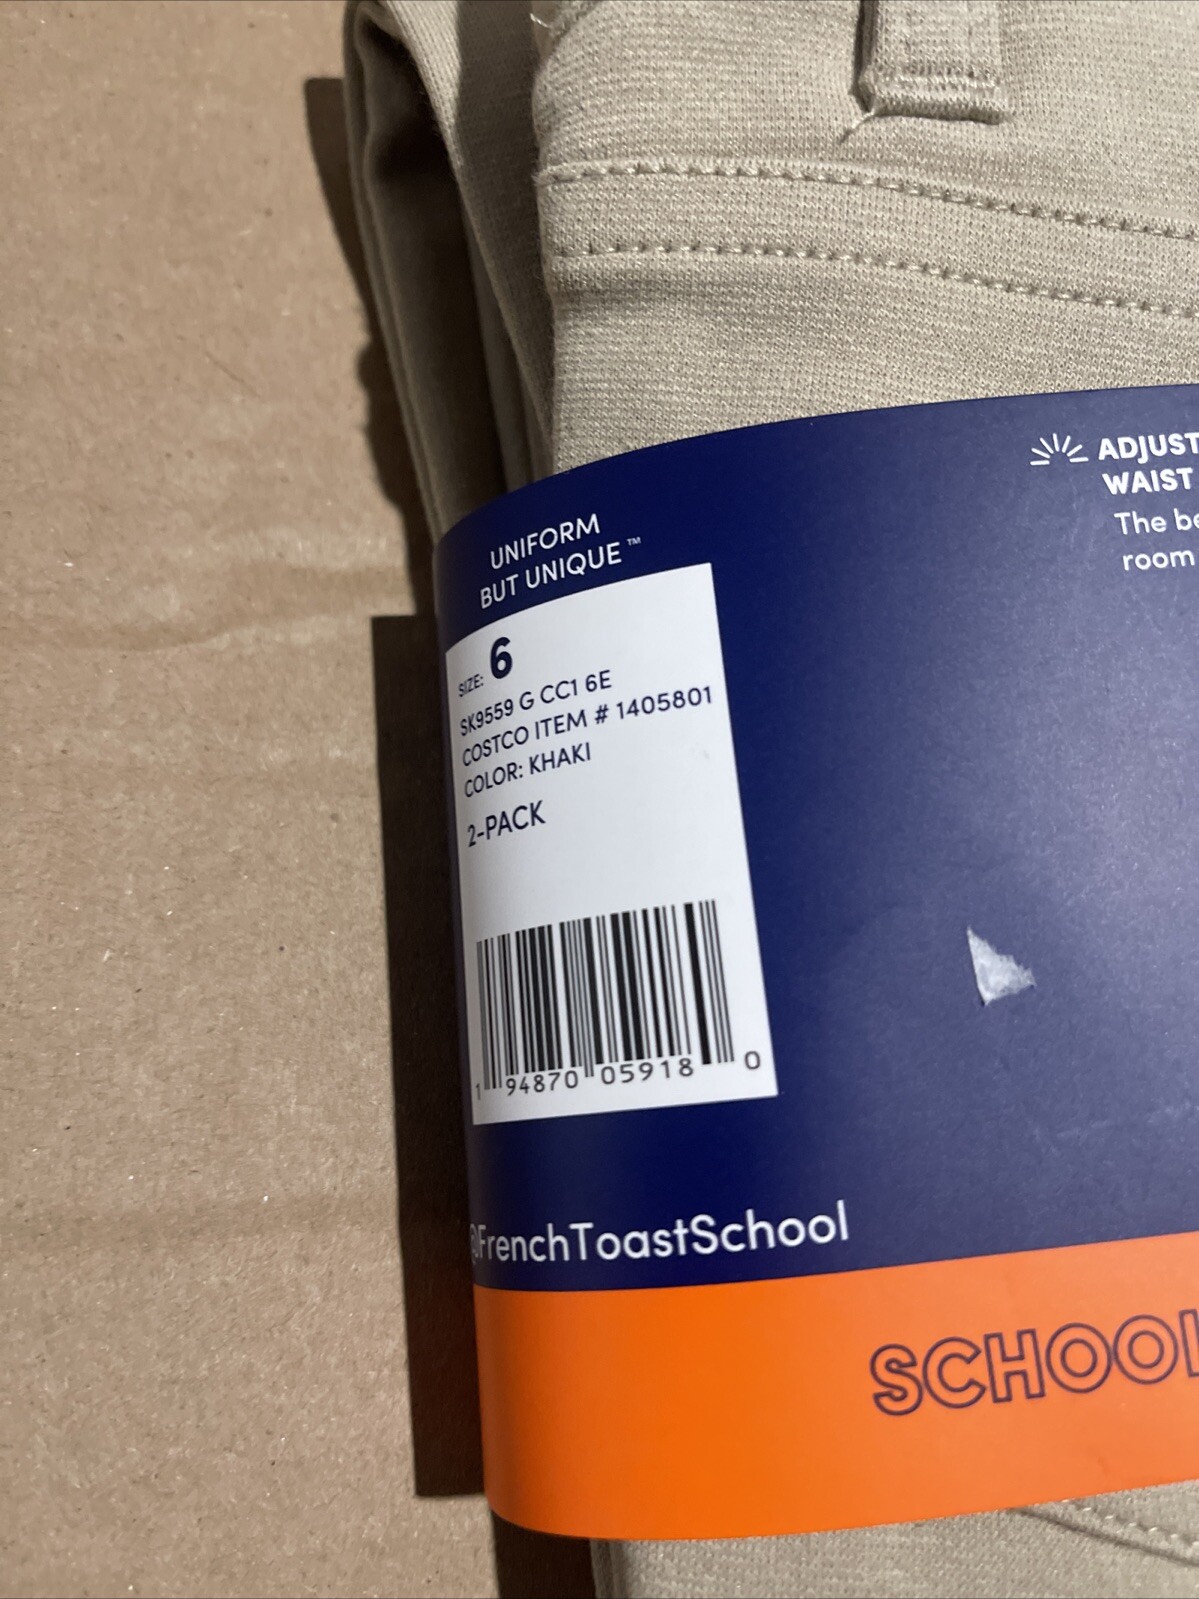 ADJUST
WAIST
The be
room
UNIFORM
BUT UNIQUE™
SIZE: 6
SK9559 G CC1 6E
COSTCO ITEM # 1405801
COLOR: KHAKI
2-PACK
1 94870 05918 0
@FrenchToastSchool
SCHOOL